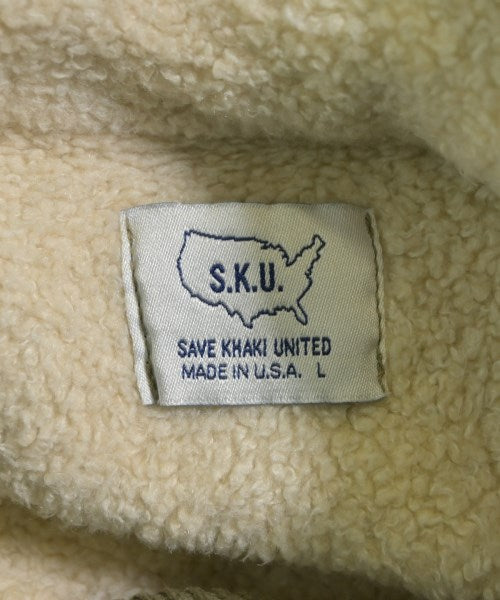 S.K.U.
SAVE KHAKI UNITED
MADE IN U.S.A. L